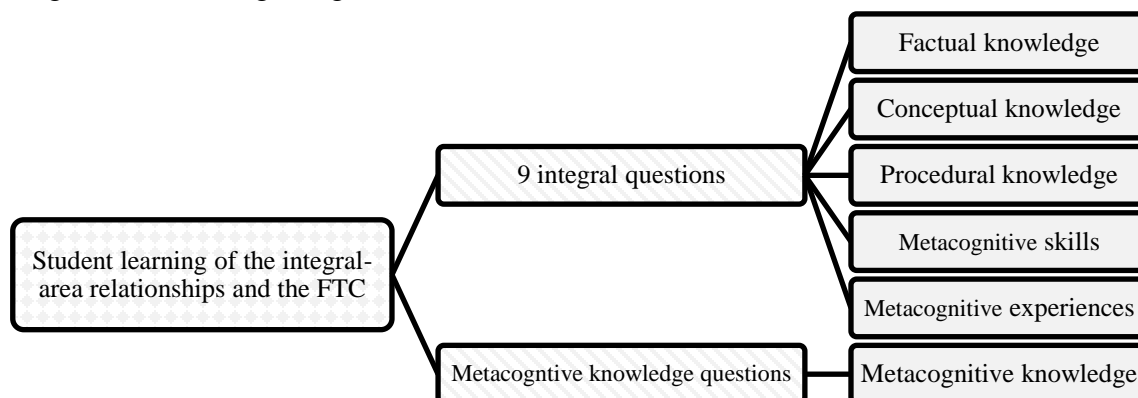 Factual knowledge
Conceptual knowledge
9 integral questions
Procedural knowledge
Student learning of the integral-
area relationships and the FTC
Metacognitive skills
Metacognitive experiences
Metacogntive knowledge questions
Metacognitive knowledge